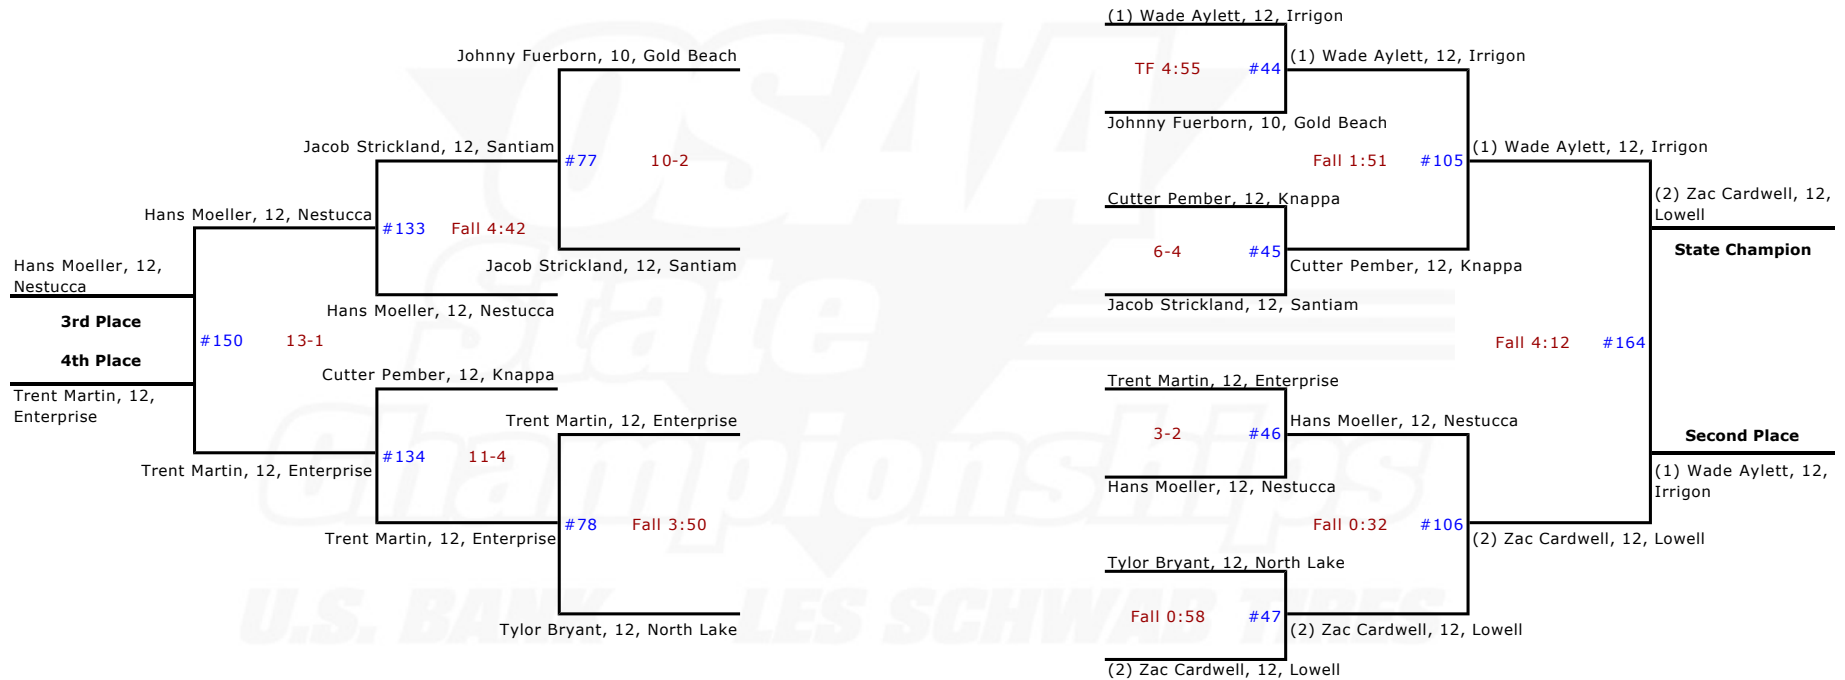 (1) Wade Aylett, 12, Irrigon
Johnny Fuerborn, 10, Gold Beach
(1) Wade Aylett, 12, Irrigon
TF 4:55 #44
Johnny Fuerborn, 10, Gold Beach
Jacob Strickland, 12, Santiam
(1) Wade Aylett, 12, Irrigon
#77 10-2
Fall 1:51 #105
Cutter Pember, 12, Knappa
(2) Zac Cardwell, 12,
Lowell
Hans Moeller, 12, Nestucca
#133 Fall 4:42
6-4 #45
State Champion
Hans Moeller, 12,
Nestucca
Jacob Strickland, 12, Santiam
Cutter Pember, 12, Knappa
Hans Moeller, 12, Nestucca
Jacob Strickland, 12, Santiam
3rd Place
#150 13-1
Fall 4:12 #164
4th Place
Cutter Pember, 12, Knappa
Trent Martin, 12, Enterprise
Trent Martin, 12,
Enterprise
Trent Martin, 12, Enterprise
Hans Moeller, 12, Nestucca
3-2 #46
Second Place
#134 11-4
Trent Martin, 12, Enterprise
Hans Moeller, 12, Nestucca
(1) Wade Aylett, 12,
Irrigon
#78 Fall 3:50
Fall 0:32 #106
Trent Martin, 12, Enterprise
(2) Zac Cardwell, 12, Lowell
Tylor Bryant, 12, North Lake
Fall 0:58 #47
Tylor Bryant, 12, North Lake
(2) Zac Cardwell, 12, Lowell
(2) Zac Cardwell, 12, Lowell
OSAA
State
Championships
U.S. BANK LES SCHWAB TIRES